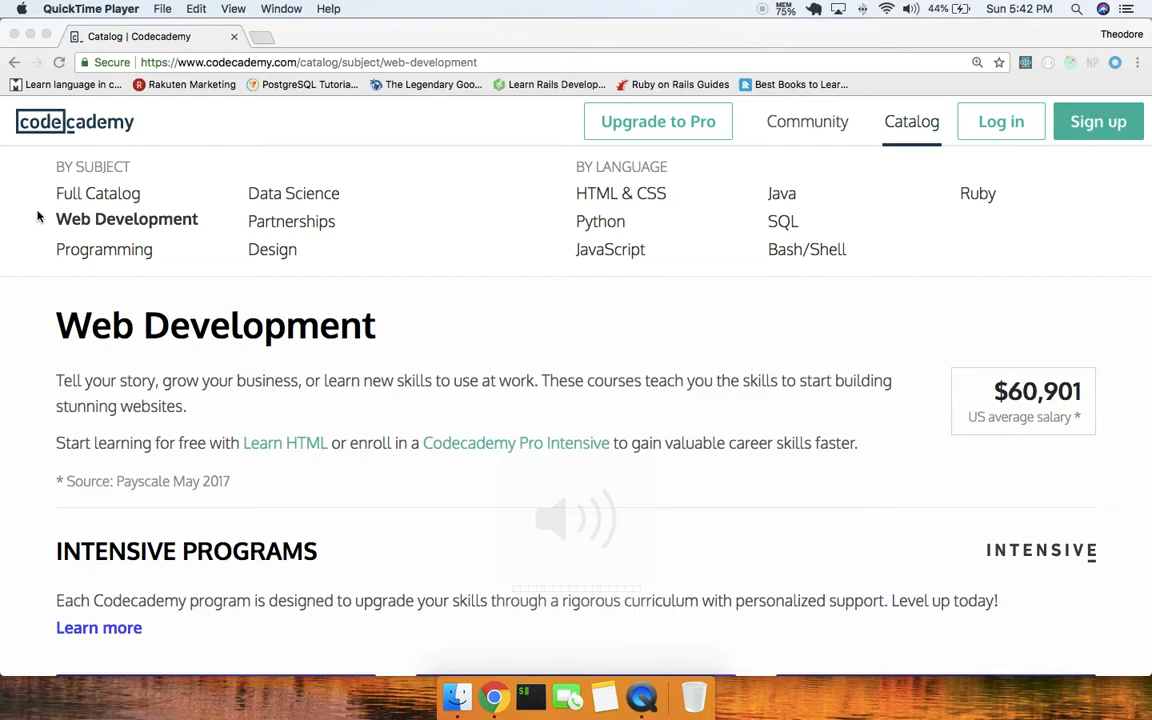 QuickTime Player File Edit View Window Help MEM 75% 44% Sun 5:42 PM
Catalog | Codecademy Theodore
Secure | https://www.codecademy.com/catalog/subject/web-development
Learn language in c... Rakuten Marketing PostgreSQL Tutoria... The Legendary Goo... Learn Rails Develop... Ruby on Rails Guides Best Books to Lear...
codecademy Upgrade to Pro Community Catalog Log in Sign up
BY SUBJECT BY LANGUAGE
Full Catalog Data Science HTML & CSS Java Ruby
Web Development Partnerships Python SQL
Programming Design JavaScript Bash/Shell
Web Development
Tell your story, grow your business, or learn new skills to use at work. These courses teach you the skills to start building
stunning websites.
$60,901
US average salary *
Start learning for free with Learn HTML or enroll in a Codecademy Pro Intensive to gain valuable career skills faster.
* Source: Payscale May 2017
INTENSIVE PROGRAMS INTENSIVE
Each Codecademy program is designed to upgrade your skills through a rigorous curriculum with personalized support. Level up today!
Learn more